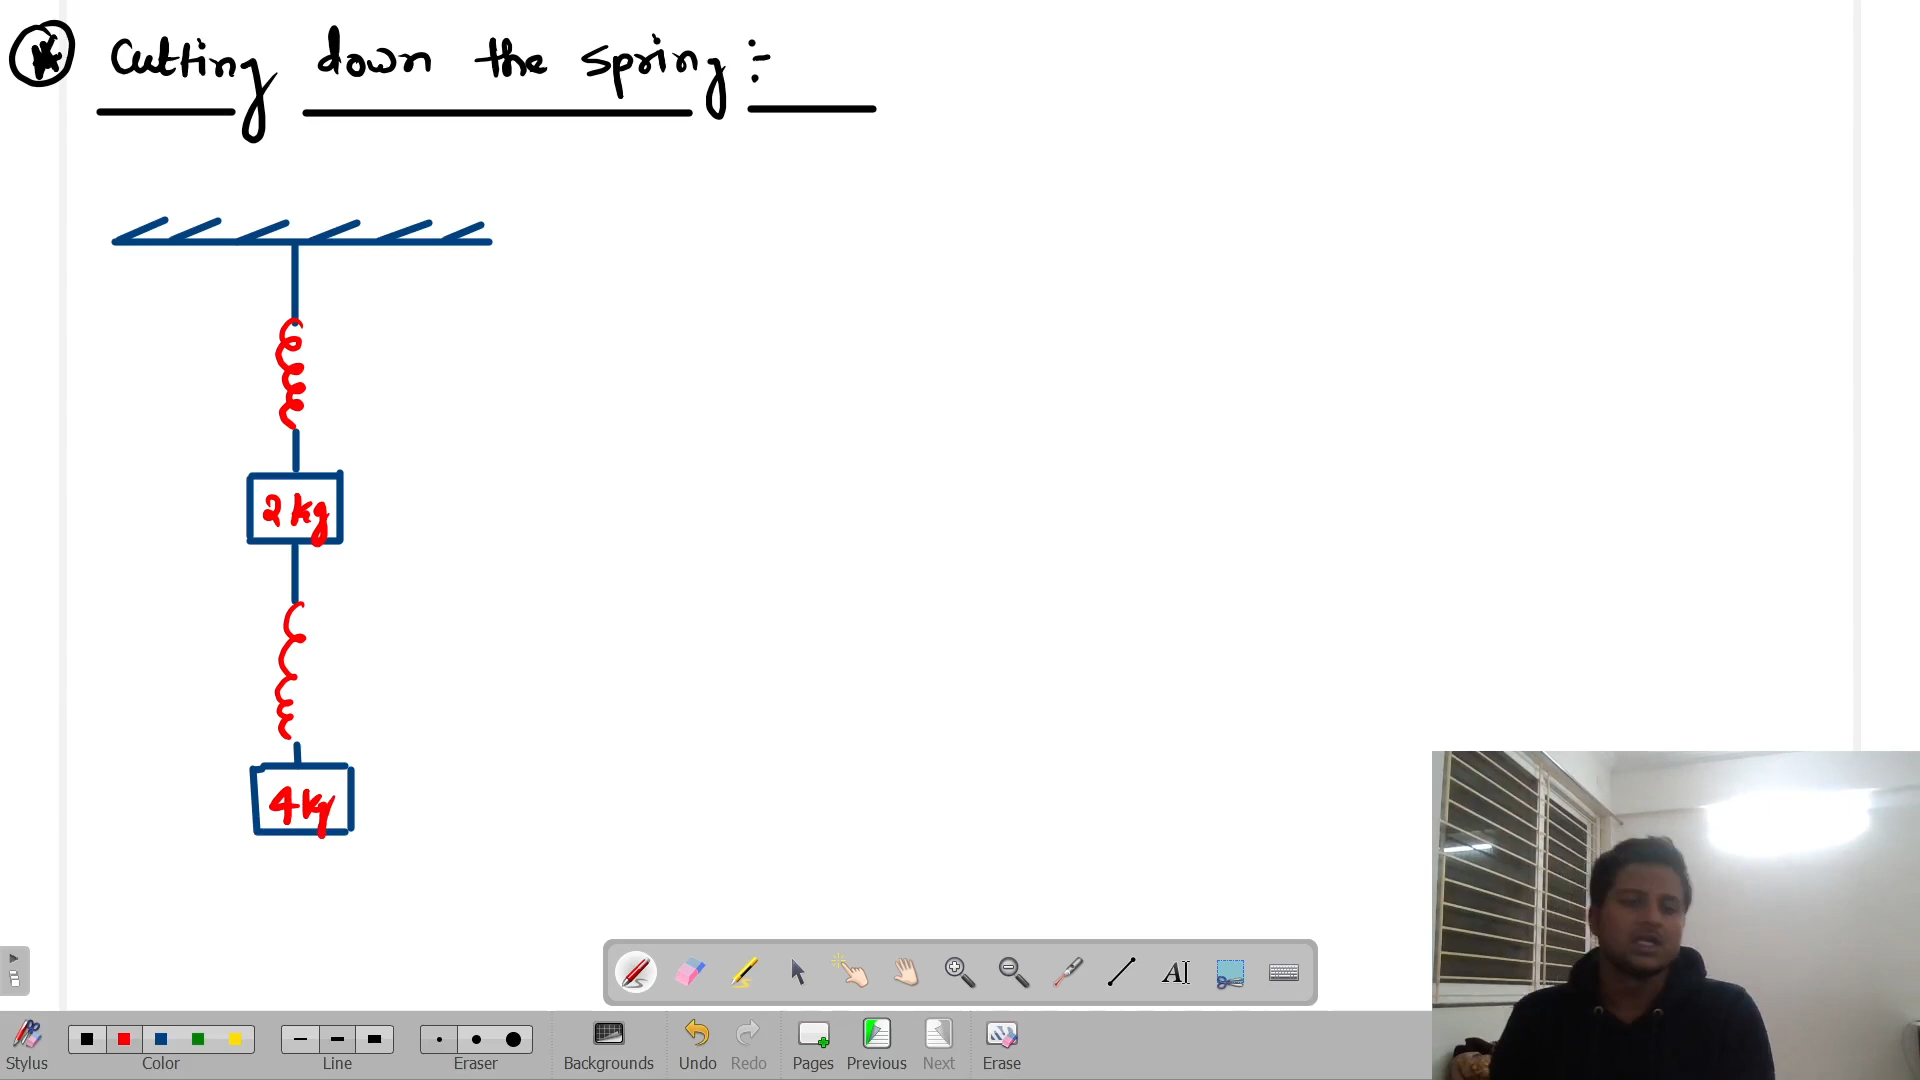 Cutting down the spring :-
2 kg
4 kg
AI
Stylus
Color
Line
Eraser
Backgrounds
Undo
Redo
Pages
Previous
Next
Erase